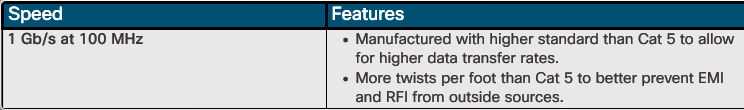 Speed Features
1 Gb/s at 100 MHz • Manufactured with higher standard than Cat 5 to allow
for higher data transfer rates.
• More twists per foot than Cat 5 to better prevent EMI
and RFI from outside sources.